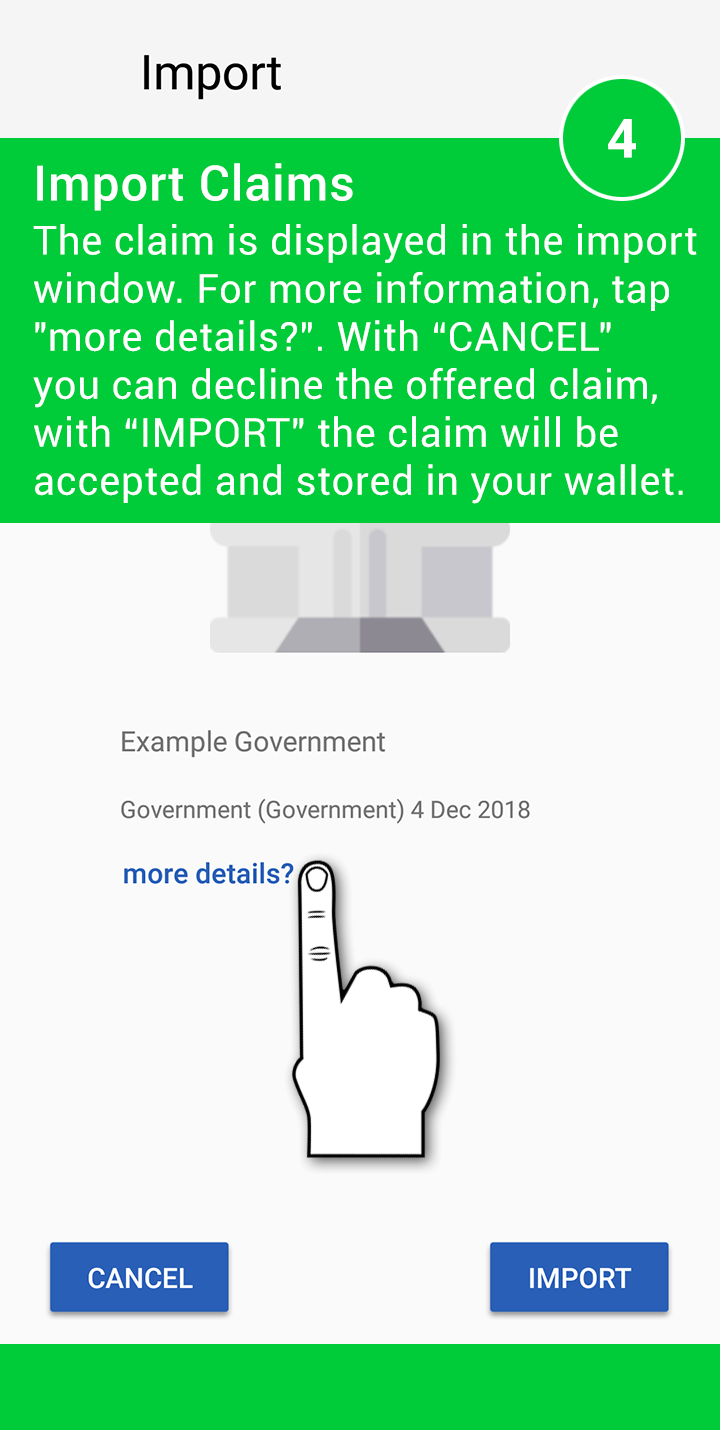 Import
4
Import Claims
The claim is displayed in the import
window. For more information, tap
"more details?". With “CANCEL"
you can decline the offered claim,
with “IMPORT" the claim will be
accepted and stored in your wallet.
Example Government
Government (Government) 4 Dec 2018
more details?
CANCEL
IMPORT